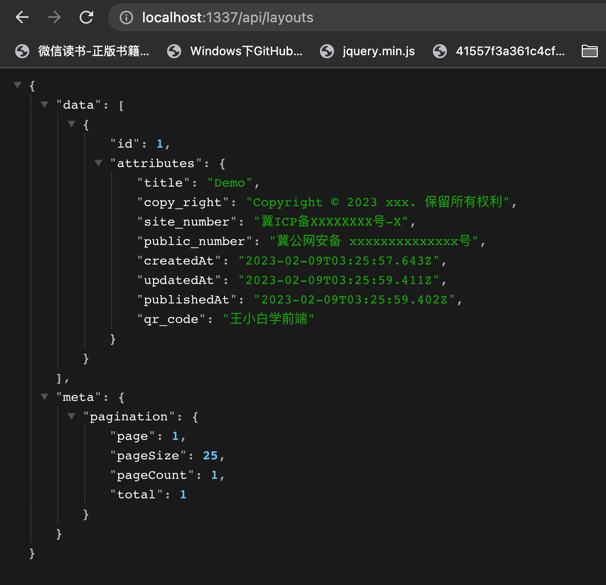 localhost:1337/api/layouts
微信读书-正版书籍... Windows下GitHub... jquery.min.js 41557f3a361c4cf...
{
"data": [
{
"id": 1,
"attributes": {
"title": "Demo",
"copy_right": "Copyright © 2023 xxx. 保留所有权利",
"site_number": "冀ICP备XXXXXXXX号-X",
"public_number": "冀公网安备 xxxxxxxxxxxxxx号",
"createdAt": "2023-02-09T03:25:57.643Z",
"updatedAt": "2023-02-09T03:25:59.411Z",
"publishedAt": "2023-02-09T03:25:59.402Z",
"qr_code": "王小白学前端"
}
}
],
"meta": {
"pagination": {
"page": 1,
"pageSize": 25,
"pageCount": 1,
"total": 1
}
}
}